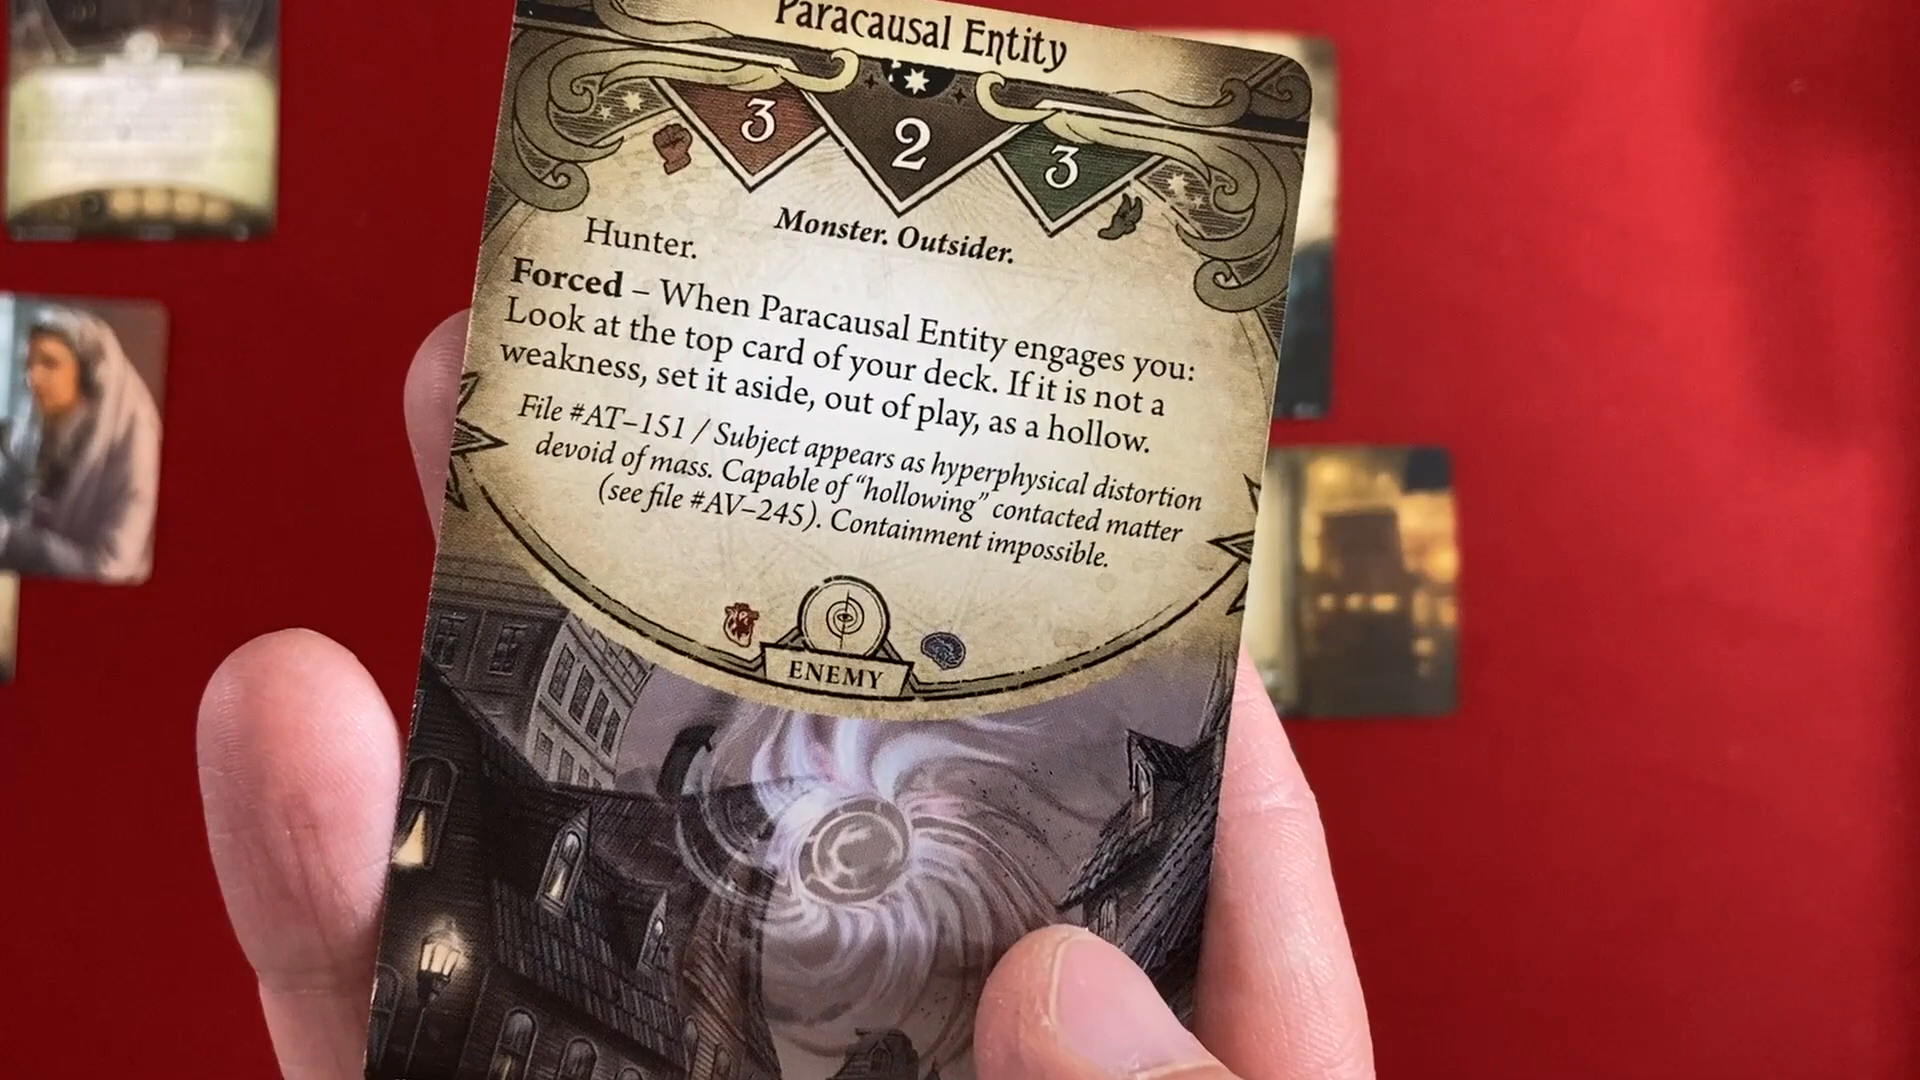 Paracausal Entity
3 2 3
Monster. Outsider.
Hunter.
Forced – When Paracausal Entity engages you:
Look at the top card of your deck. If it is not a
weakness, set it aside, out of play, as a hollow.
File #AT–151 / Subject appears as hyperphysical distortion
devoid of mass. Capable of “hollowing” contacted matter
(see file #AV–245). Containment impossible.
ENEMY